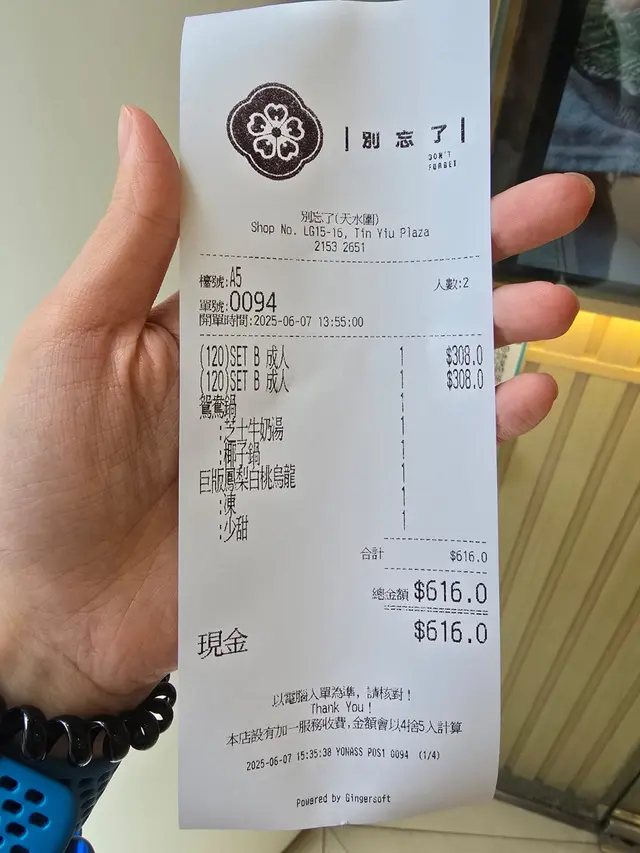 別忘了
DON'T
FORGET
別忘了(天水圍)
Shop No. LG15-16, Tin Yiu Plaza
2153 2651
檯號:A5 人數:2
單號:0094
開單時間:2025-06-07 13:55:00
(120)SET B 成人 1 $308.0
(120)SET B 成人 1 $308.0
鴛鴦鍋 1
:芝士牛奶湯 1
:椰子鍋 1
巨版鳳梨白桃烏龍 1
:凍 1
:少甜 1
合計 $616.0
總金額 $616.0
現金 $616.0
以電腦入單為準, 請核對!
Thank You!
本店設有加一服務收費,金額會以4捨5入計算
2025-06-07 15:35:38 YONASS POS1 0094 (1/4)
Powered by Gingersoft